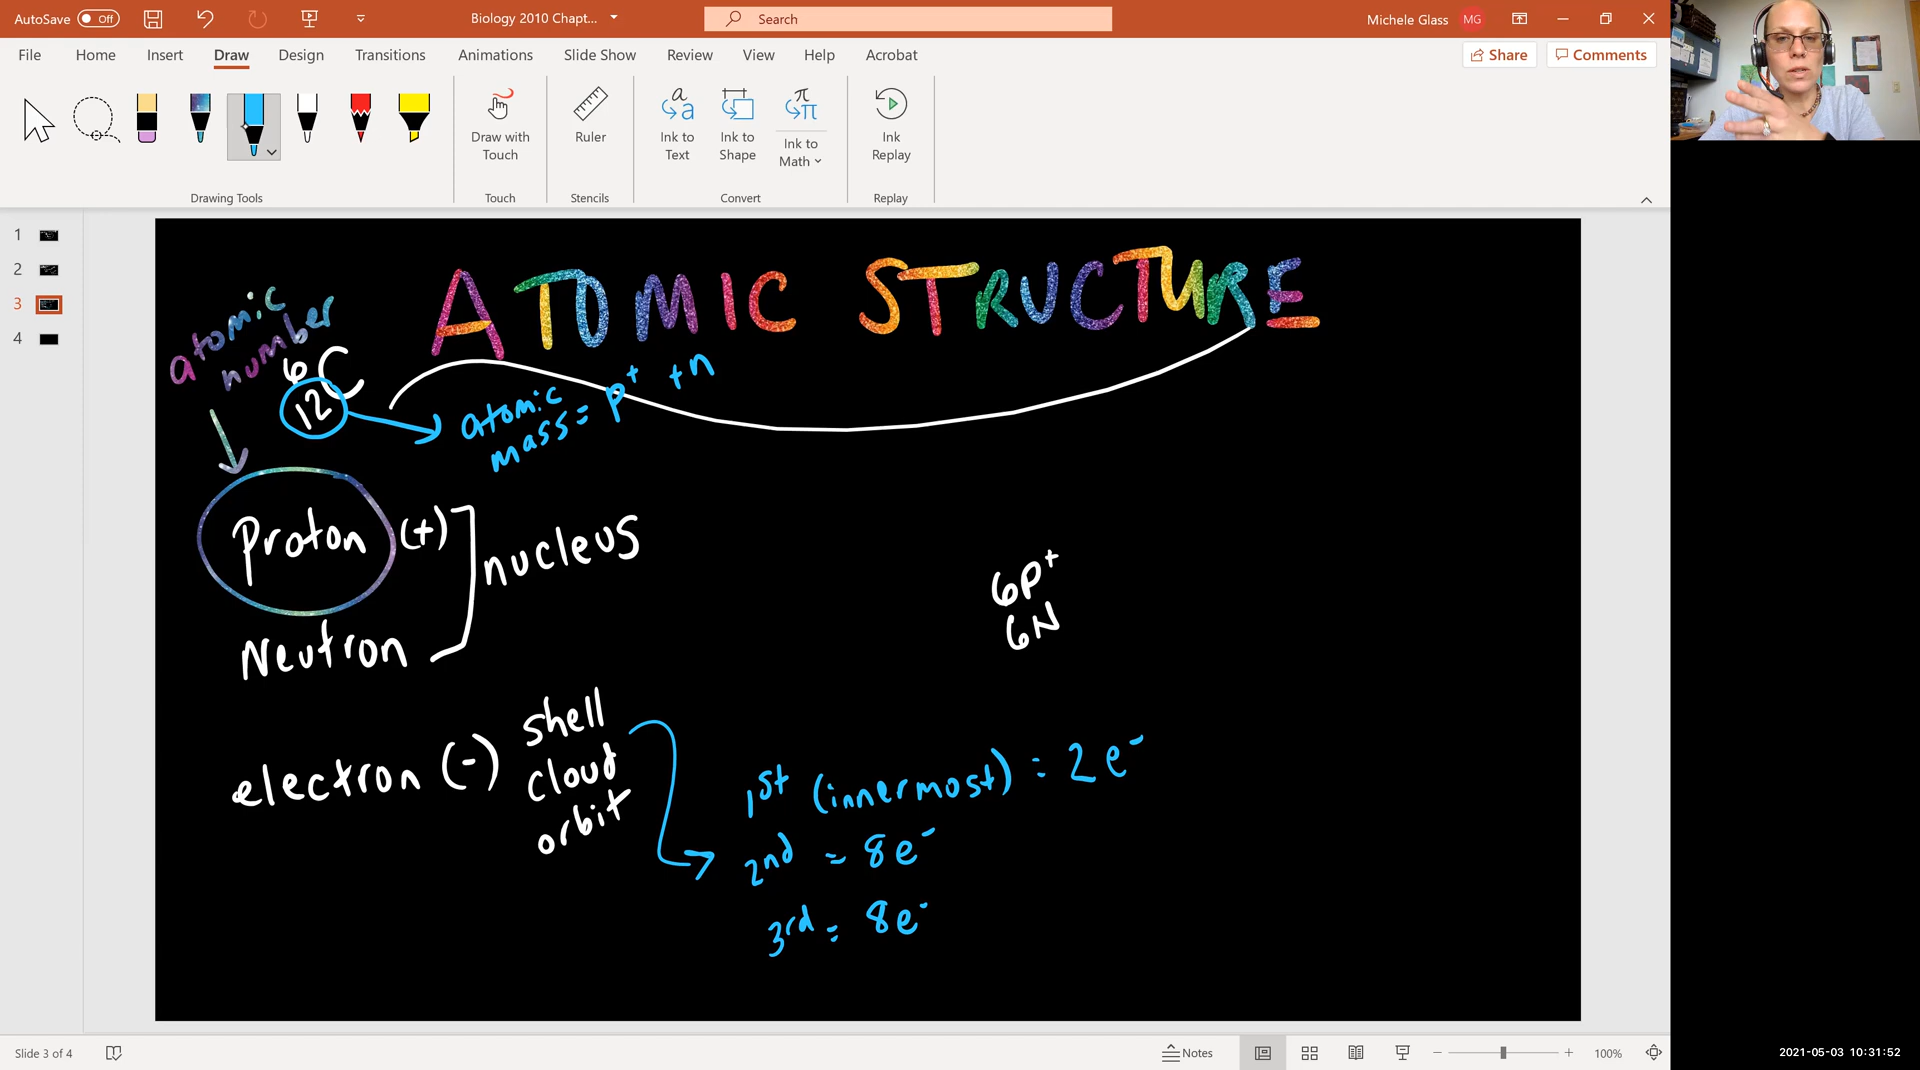 AutoSave Off
Biology 2010 Chapt...
Search
Michele Glass MG
File Home Insert Draw Design Transitions Animations Slide Show Review View Help Acrobat
Share Comments
Draw with Touch
Ruler
Ink to Text
Ink to Shape
Ink to Math
Ink Replay
Drawing Tools Touch Stencils Convert Replay
1
2
3
4
ATOMIC STRUCTURE
atomic number
6 C
12
atomic mass = p+ + n
Proton (+)
nucleus
Neutron
6P+
6N
electron (-)
shell
cloud
orbit
1st (innermost) = 2e-
2nd = 8e-
3rd = 8e-
Slide 3 of 4
Notes
100%
2021-05-03 10:31:52